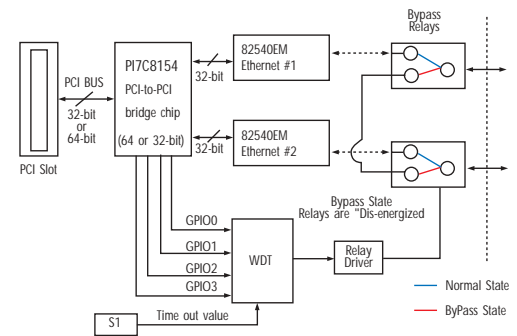 Bypass
Relays
82540EM
Ethernet #1
PI7C8154
PCI-to-PCI
bridge chip
(64 or 32-bit)
32-bit
PCI BUS
32-bit
or
64-bit
PCI Slot
82540EM
Ethernet #2
32-bit
Bypass State
Relays are "Dis-energized
GPIO0
GPIO1
GPIO2
GPIO3
WDT
Relay
Driver
S1
Time out value
Normal State
ByPass State